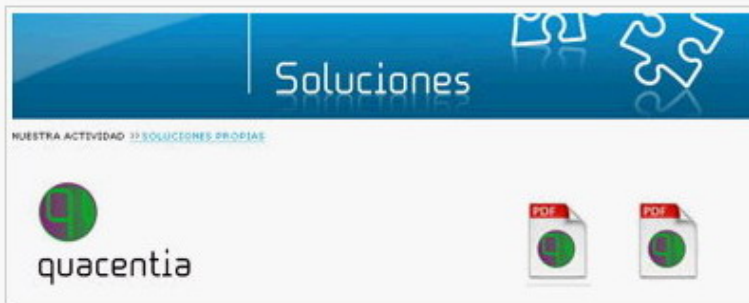 Soluciones
NUESTRA ACTIVIDAD >> SOLUCIONES PROPIAS
quacentia
PDF PDF